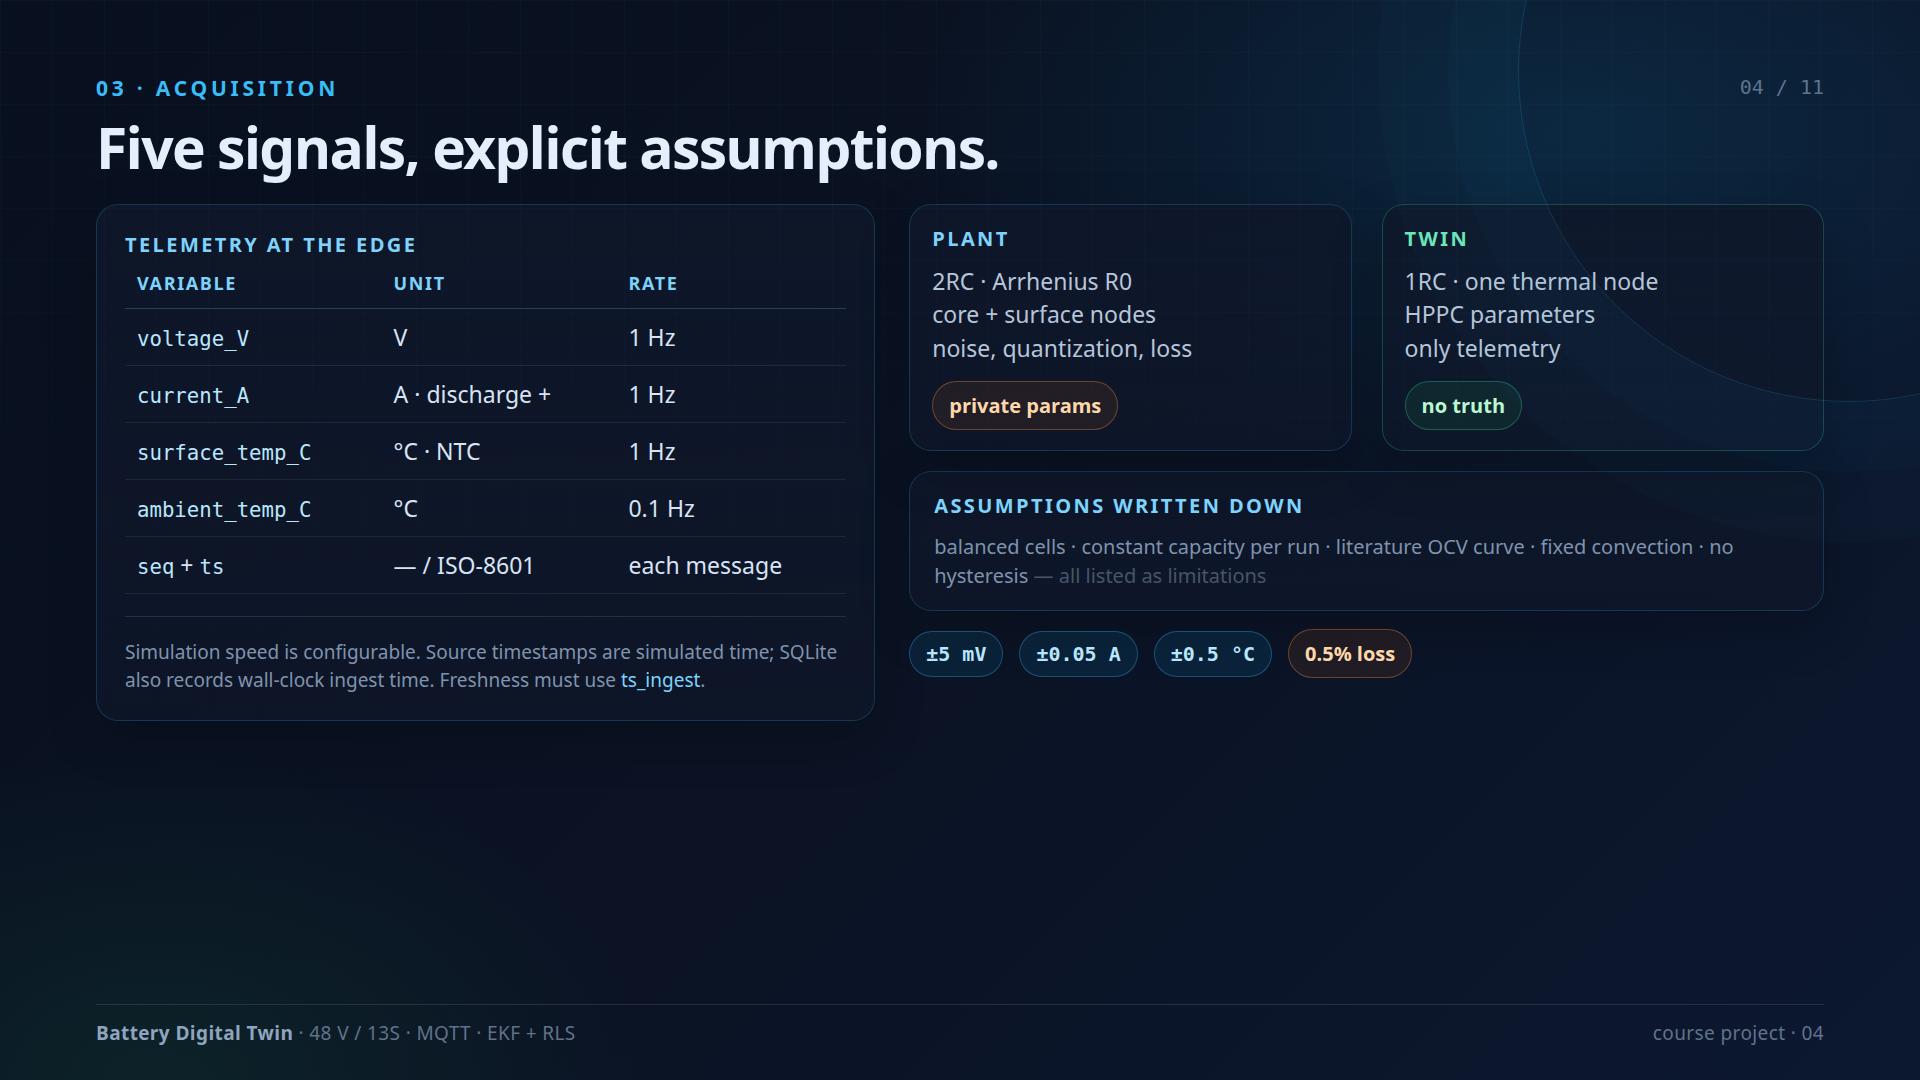 03 · ACQUISITION
04 / 11
Five signals, explicit assumptions.
TELEMETRY AT THE EDGE
VARIABLE UNIT RATE
voltage_V V 1 Hz
current_A A · discharge + 1 Hz
surface_temp_C °C · NTC 1 Hz
ambient_temp_C °C 0.1 Hz
seq + ts — / ISO-8601 each message
Simulation speed is configurable. Source timestamps are simulated time; SQLite
also records wall-clock ingest time. Freshness must use ts_ingest.
PLANT
2RC · Arrhenius R0
core + surface nodes
noise, quantization, loss
private params
TWIN
1RC · one thermal node
HPPC parameters
only telemetry
no truth
ASSUMPTIONS WRITTEN DOWN
balanced cells · constant capacity per run · literature OCV curve · fixed convection · no
hysteresis — all listed as limitations
±5 mV ±0.05 A ±0.5 °C 0.5% loss
Battery Digital Twin · 48 V / 13S · MQTT · EKF + RLS
course project · 04